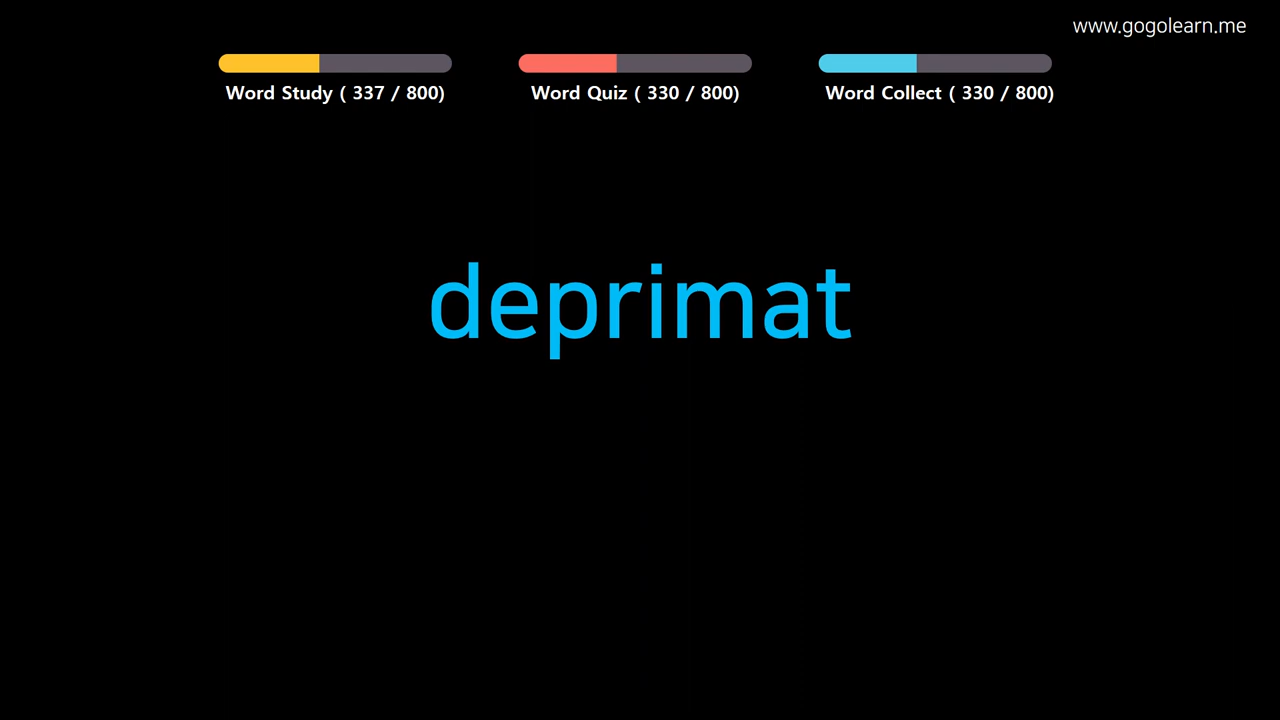 www.gogolearn.me
Word Study ( 337 / 800)
Word Quiz ( 330 / 800)
Word Collect ( 330 / 800)
deprimat